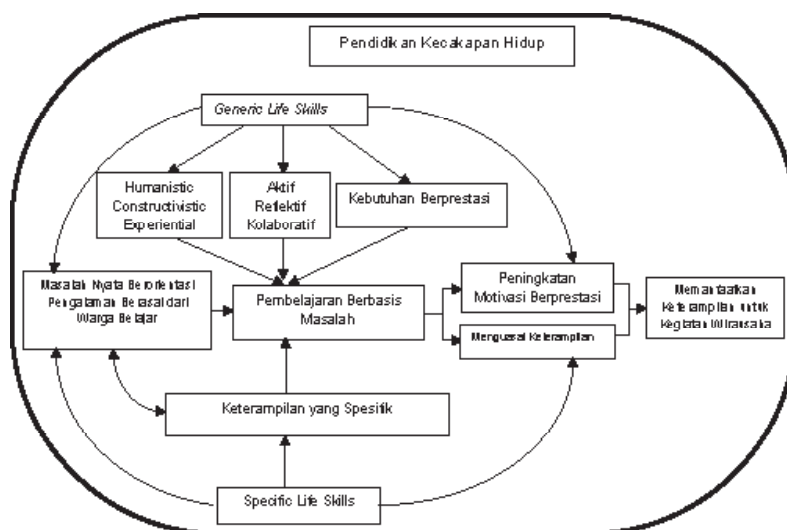 Pendidikan Kecakapan Hidup
Generic Life Skills
Humanistic
Constructivistic
Experiential
Aktif
Reflektif
Kolaboratif
Kebutuhan Berprestasi
Masalah Nyata Berorientasi
Pengalaman Berasal dari
Warga Belajar
Pembelajaran Berbasis
Masalah
Peningkatan
Motivasi Berprestasi
Menguasai Keterampilan
Memanfaatkan
Keterampilan untuk
Kegiatan Wirausaha
Keterampilan yang Spesifik
Specific Life Skills